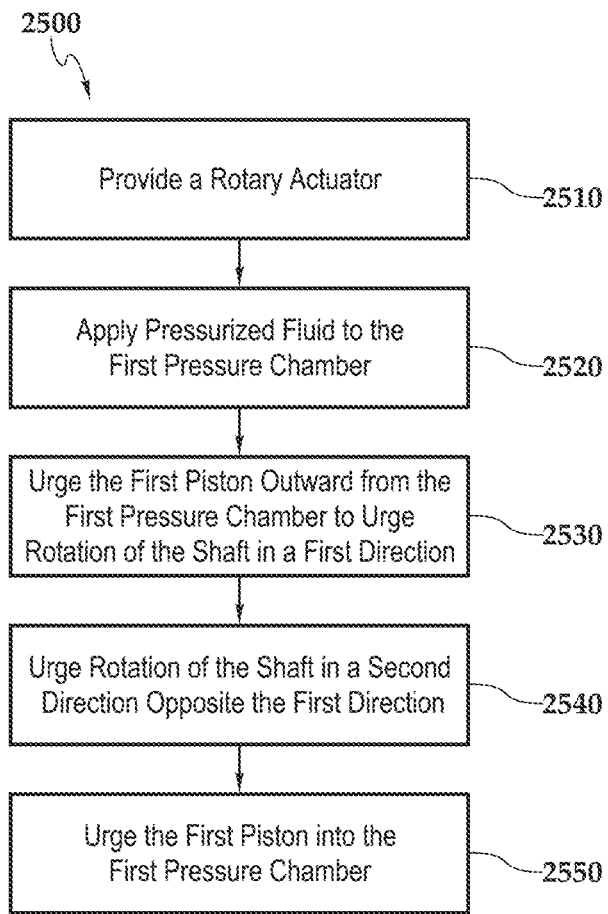 2500
Provide a Rotary Actuator
2510
Apply Pressurized Fluid to the
First Pressure Chamber
2520
Urge the First Piston Outward from the
First Pressure Chamber to Urge
Rotation of the Shaft in a First Direction
2530
Urge Rotation of the Shaft in a Second
Direction Opposite the First Direction
2540
Urge the First Piston into the
First Pressure Chamber
2550